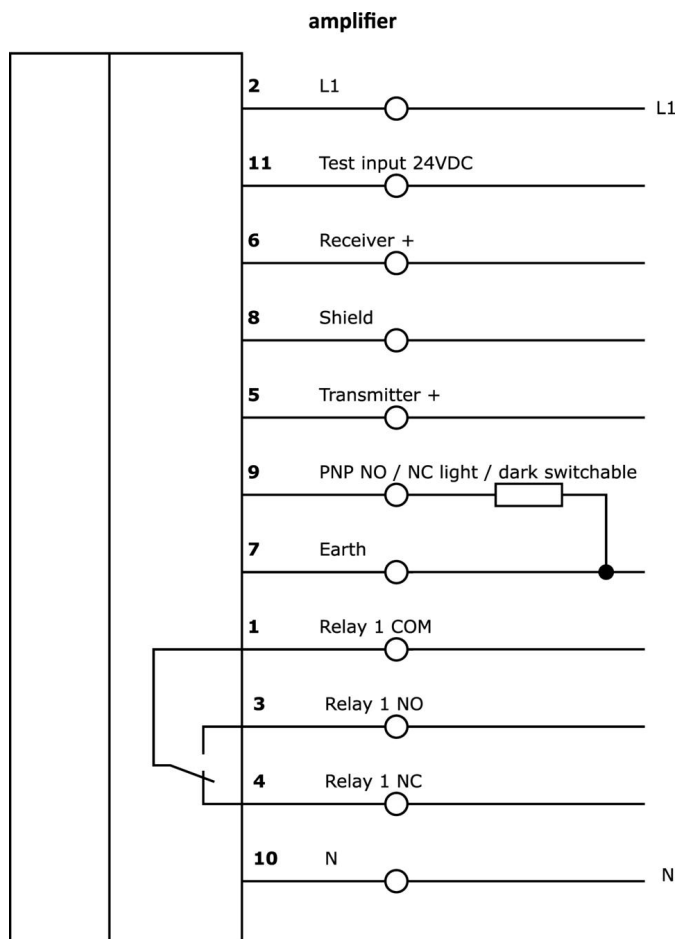 amplifier
2 L1
L1
11 Test input 24VDC
6 Receiver +
8 Shield
5 Transmitter +
9 PNP NO / NC light / dark switchable
7 Earth
1 Relay 1 COM
3 Relay 1 NO
4 Relay 1 NC
10 N
N